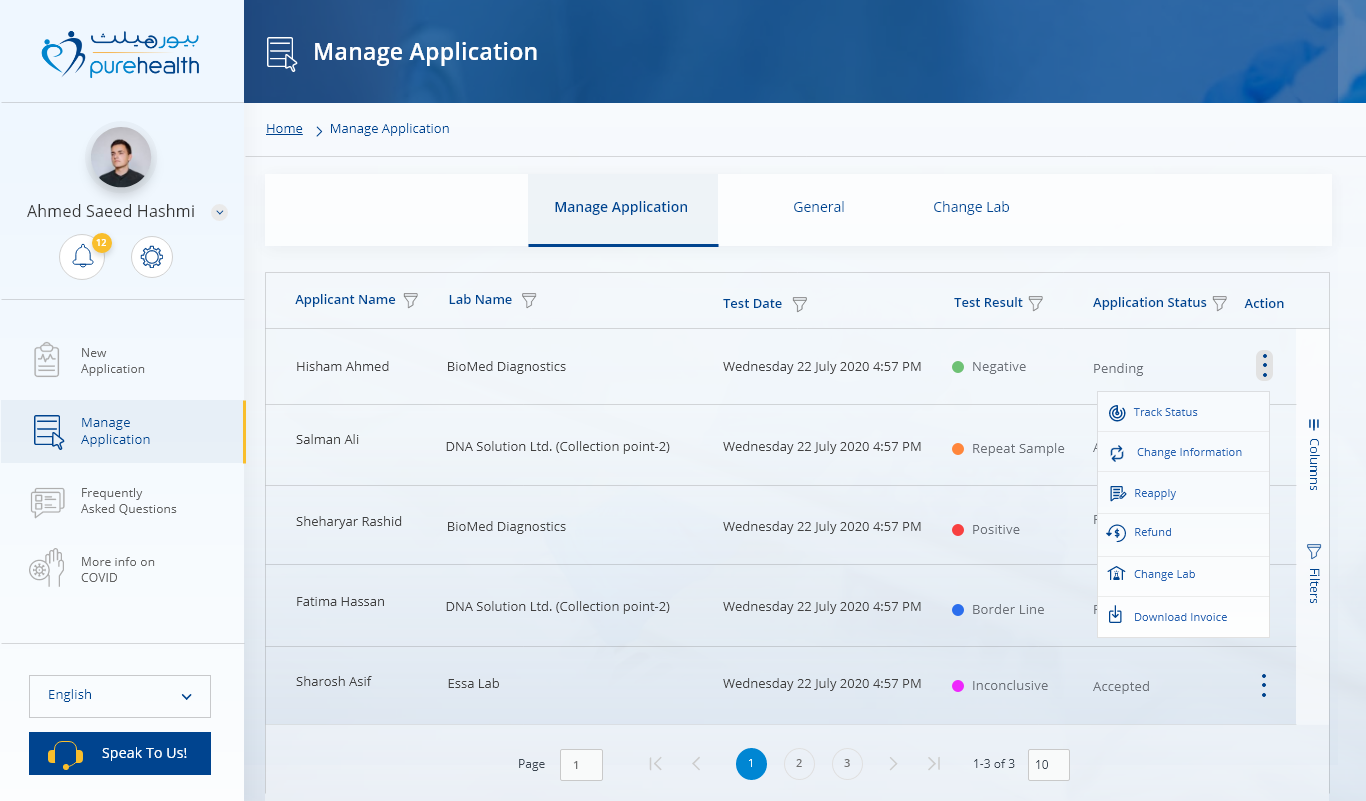 بيورهيلث
purehealth
Manage Application
Home
Manage Application
Ahmed Saeed Hashmi
12
New
Application
Manage
Application
Frequently
Asked Questions
More info on
COVID
English
Speak To Us!
Manage Application
General
Change Lab
Applicant Name
Lab Name
Test Date
Test Result
Application Status
Action
Hisham Ahmed
BioMed Diagnostics
Wednesday 22 July 2020 4:57 PM
Negative
Pending
Salman Ali
DNA Solution Ltd. (Collection point-2)
Wednesday 22 July 2020 4:57 PM
Repeat Sample
Sheharyar Rashid
BioMed Diagnostics
Wednesday 22 July 2020 4:57 PM
Positive
Fatima Hassan
DNA Solution Ltd. (Collection point-2)
Wednesday 22 July 2020 4:57 PM
Border Line
Sharosh Asif
Essa Lab
Wednesday 22 July 2020 4:57 PM
Inconclusive
Accepted
Track Status
Change Information
Reapply
Refund
Change Lab
Download Invoice
Columns
Filters
Page
1
1
2
3
1-3 of 3
10